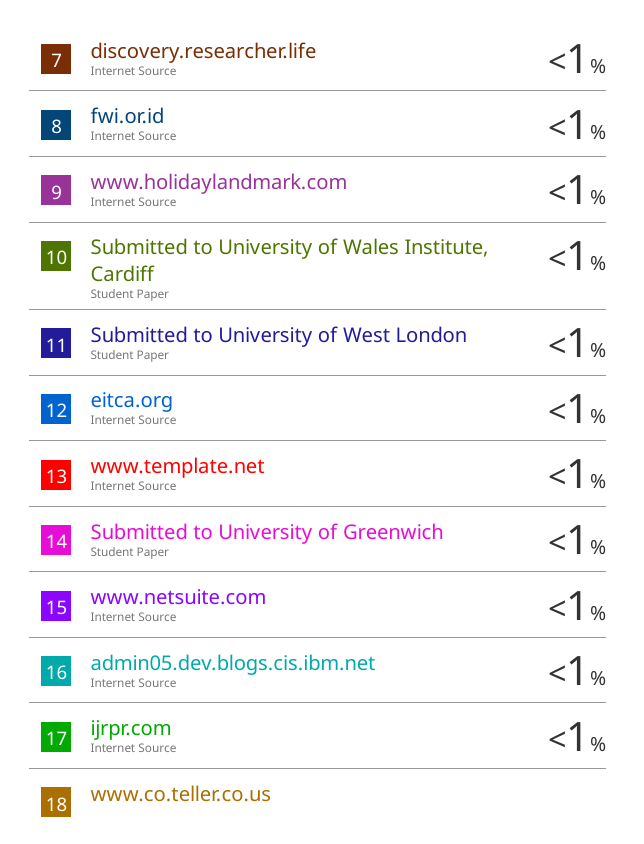 7 discovery.researcher.life <1%
Internet Source
8 fwi.or.id <1%
Internet Source
9 www.holidaylandmark.com <1%
Internet Source
10 Submitted to University of Wales Institute, <1%
Cardiff
Student Paper
11 Submitted to University of West London <1%
Student Paper
12 eitca.org <1%
Internet Source
13 www.template.net <1%
Internet Source
14 Submitted to University of Greenwich <1%
Student Paper
15 www.netsuite.com <1%
Internet Source
16 admin05.dev.blogs.cis.ibm.net <1%
Internet Source
17 ijrpr.com <1%
Internet Source
18 www.co.teller.co.us